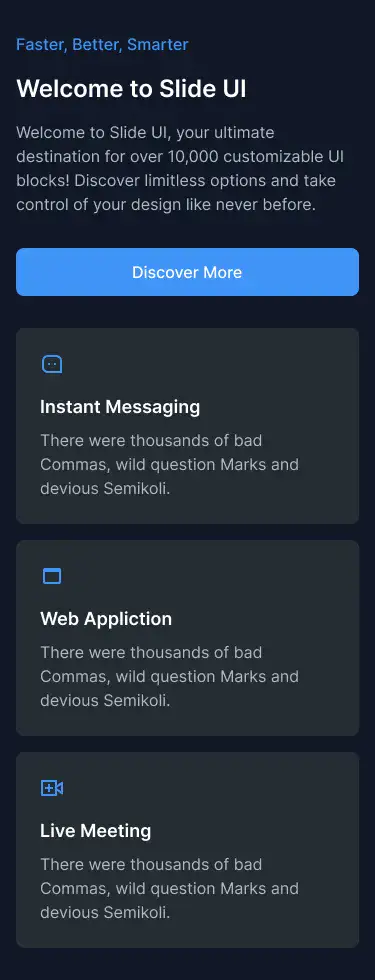 Faster, Better, Smarter
Welcome to Slide UI
Welcome to Slide UI, your ultimate
destination for over 10,000 customizable UI
blocks! Discover limitless options and take
control of your design like never before.
Discover More
Instant Messaging
There were thousands of bad
Commas, wild question Marks and
devious Semikoli.
Web Appliction
There were thousands of bad
Commas, wild question Marks and
devious Semikoli.
Live Meeting
There were thousands of bad
Commas, wild question Marks and
devious Semikoli.